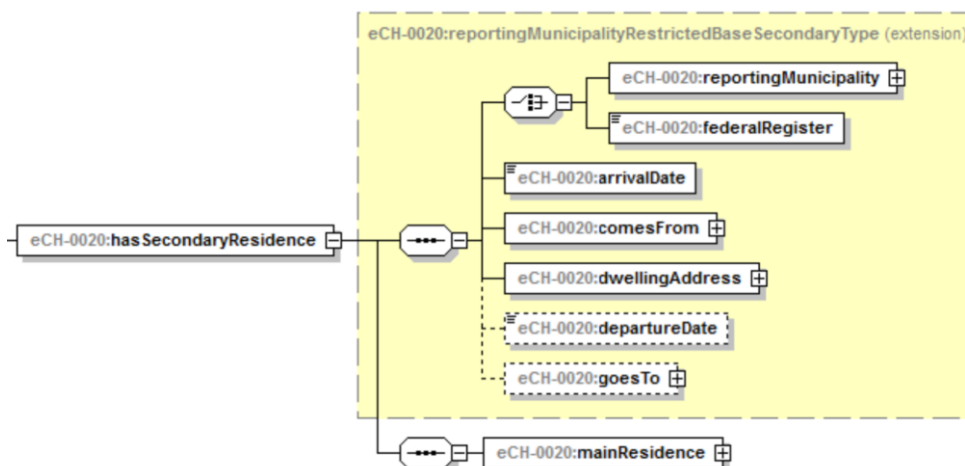 eCH-0020:reportingMunicipalityRestrictedBaseSecondaryType (extension)
eCH-0020:reportingMunicipality
eCH-0020:federalRegister
eCH-0020:arrivalDate
eCH-0020:comesFrom
eCH-0020:hasSecondaryResidence
eCH-0020:dwellingAddress
eCH-0020:departureDate
eCH-0020:goesTo
eCH-0020:mainResidence